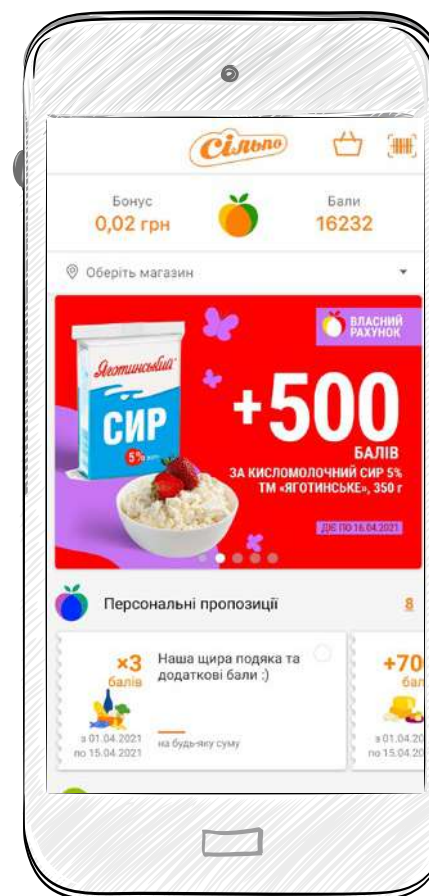 Сільпо
Бонус
0,02 грн
Бали
16232
Оберіть магазин
ВЛАСНИЙ
РАХУНОК
Яготинський
СИР
5%
+500
БАЛІВ
ЗА КИСЛОМОЛОЧНИЙ СИР 5%
ТМ «ЯГОТИНСЬКЕ», 350 г
ДІЄ ПО 16.04.2021
Персональні пропозиції
8
×3
балів
з 01.04.2021
по 15.04.2021
Наша щира подяка та
додаткові бали :)
на будь-яку суму
+70
бал
з 01.04.20
по 15.04.20